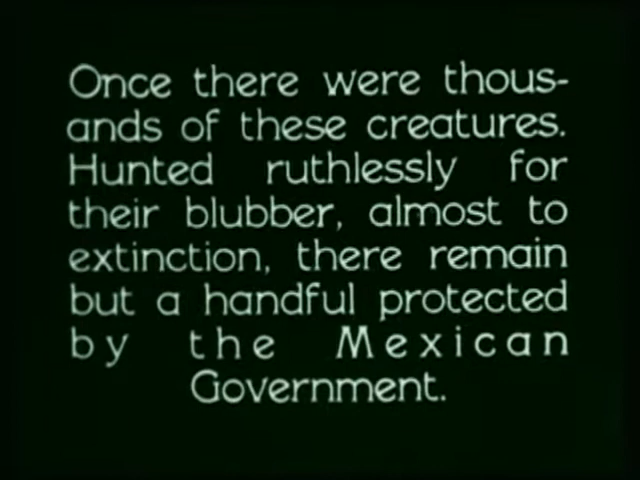 Once there were thous-
ands of these creatures.
Hunted ruthlessly for
their blubber, almost to
extinction, there remain
but a handful protected
by the Mexican
Government.